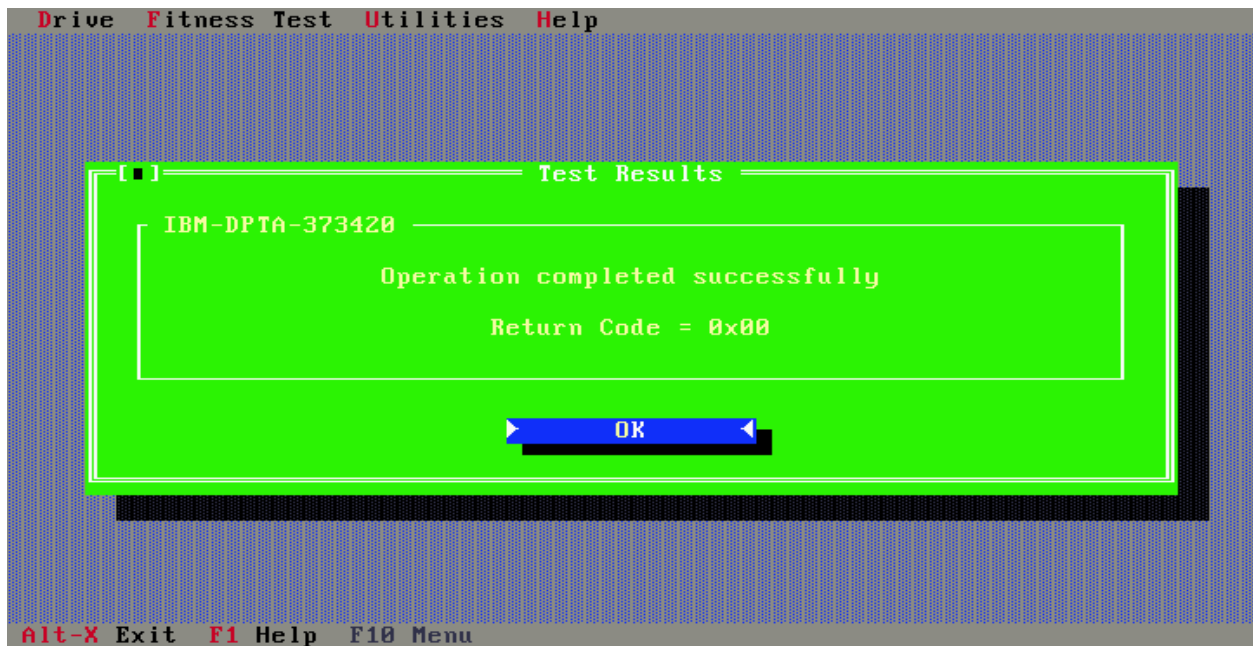 Drive Fitness Test Utilities Help
[■] Test Results
IBM-DPTA-373420
Operation completed successfully
Return Code = 0x00
OK
Alt-X Exit F1 Help F10 Menu